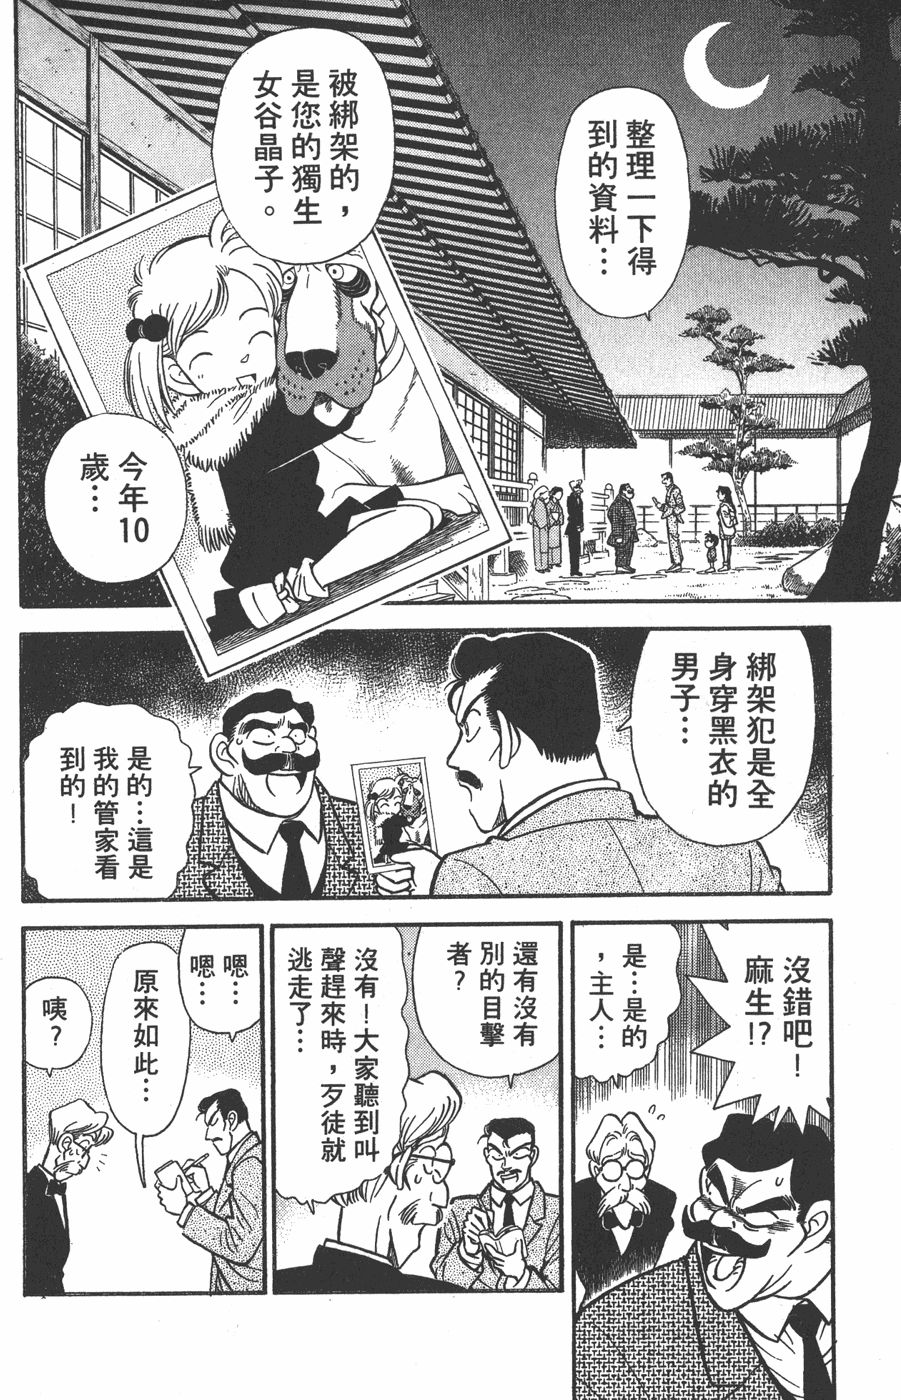 整理一下得
到的資料…
被綁架的，
是您的獨生
女谷晶子。
今年10
歲…
綁架犯是全
身穿黑衣的
男子…
是的…這是
我的管家看
到的！
沒錯吧！
麻生!?
是…是的
，主人…
還有沒有
別的目擊
者？
沒有！大家聽到叫
聲趕來時，歹徒就
逃走了…
嗯…
嗯…
原來如此…
咦？